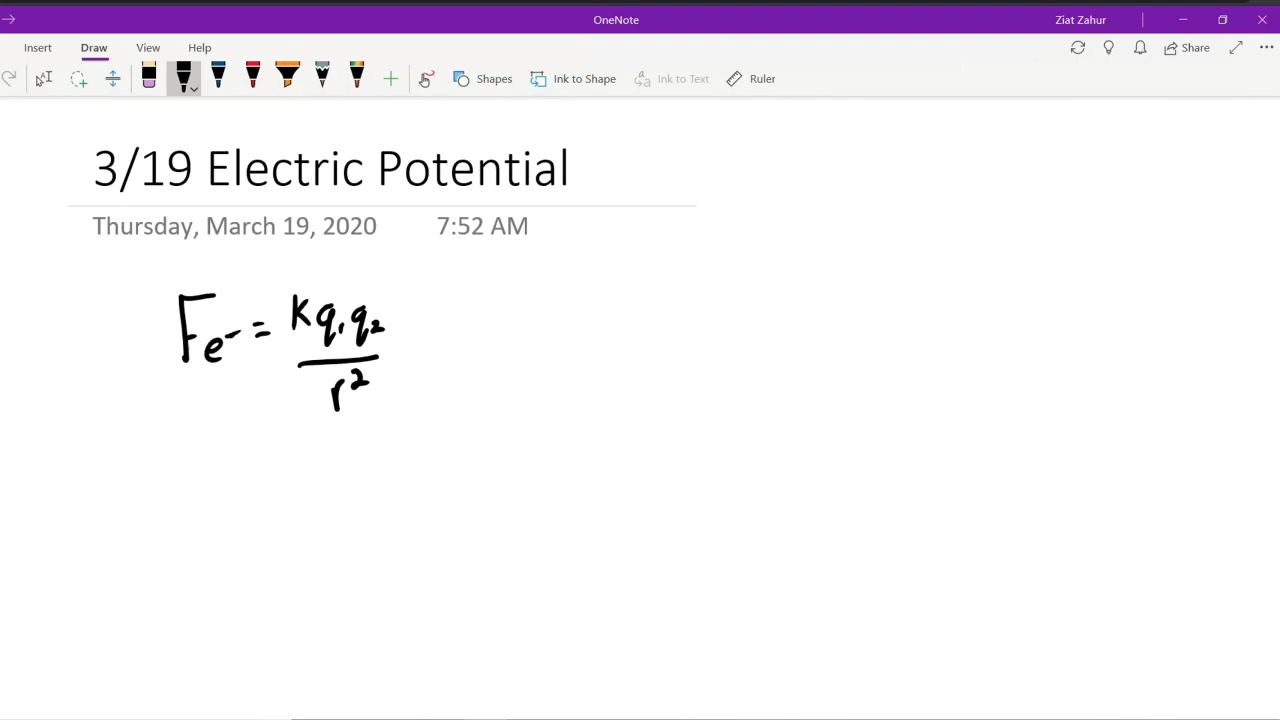 OneNote
Ziat Zahur
Insert Draw View Help
Share
Shapes Ink to Shape Ink to Text Ruler
3/19 Electric Potential
Thursday, March 19, 2020 7:52 AM
Fe⁻ = kq₁q₂
r²